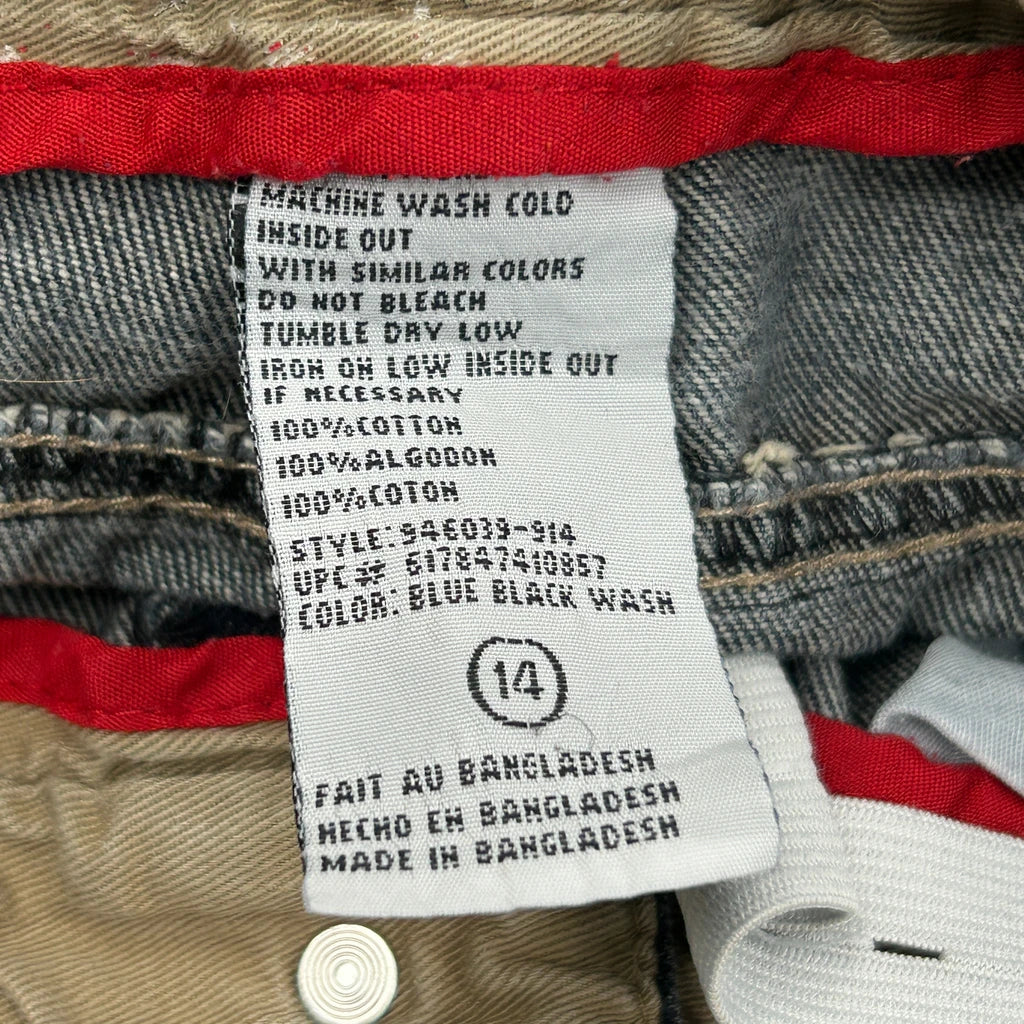 MACHINE WASH COLD
INSIDE OUT
WITH SIMILAR COLORS
DO NOT BLEACH
TUMBLE DRY LOW
IRON ON LOW INSIDE OUT
IF NECESSARY
100%COTTON
100%ALGODON
100%COTON
STYLE:946039-914
UPC# 617847410857
COLOR: BLUE BLACK WASH
14
FAIT AU BANGLADESH
HECHO EN BANGLADESH
MADE IN BANGLADESH